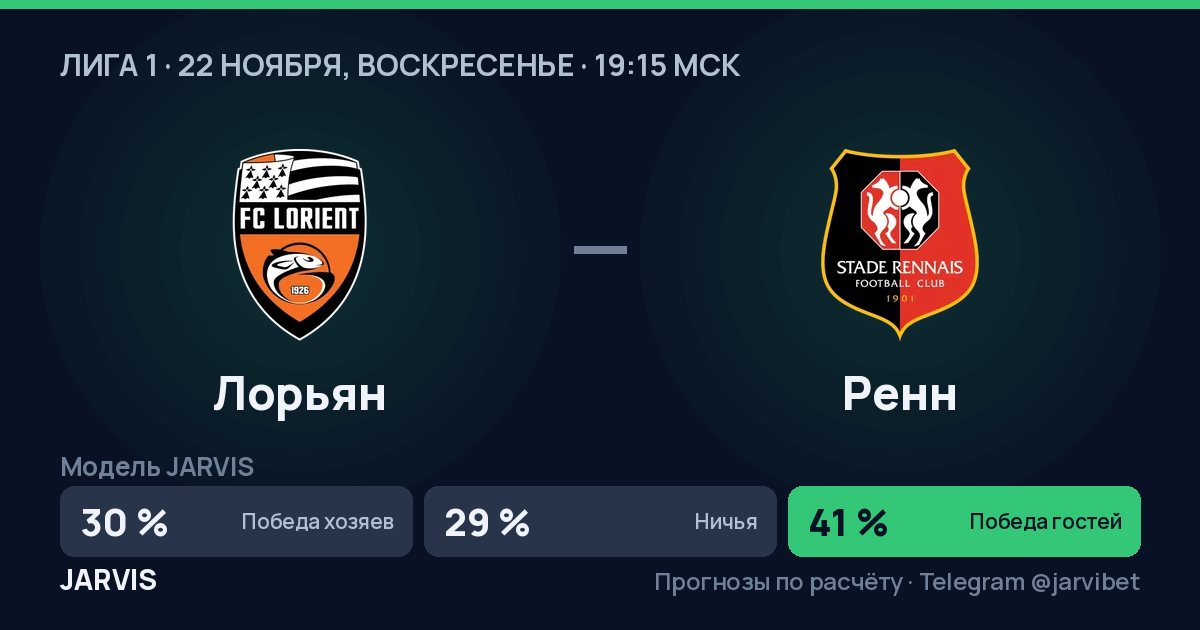 ЛИГА 1 · 22 НОЯБРЯ, ВОСКРЕСЕНЬЕ · 19:15 МСК
FC LORIENT
1926
STADE RENNAIS
FOOTBALL CLUB
1901
Лорьян
Ренн
Модель JARVIS
30 % Победа хозяев
29 % Ничья
41 % Победа гостей
JARVIS
Прогнозы по расчёту · Telegram @jarvibet